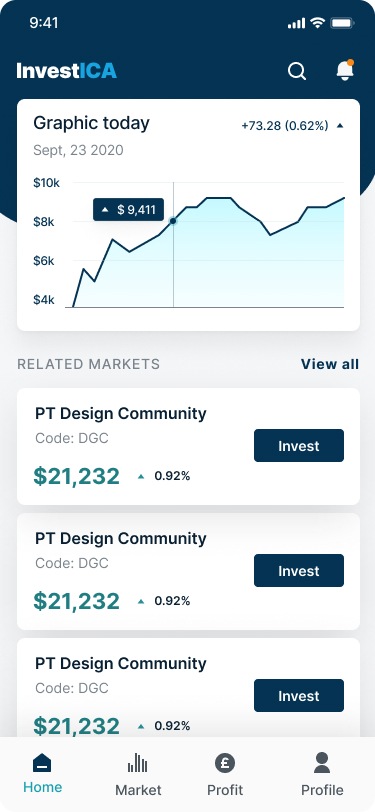 9:41
InvestICA
Graphic today
+73.28 (0.62%)
Sept, 23 2020
$10k
$ 9,411
$8k
$6k
$4k
RELATED MARKETS
View all
PT Design Community
Code: DGC
Invest
$21,232
0.92%
PT Design Community
Code: DGC
Invest
$21,232
0.92%
PT Design Community
Code: DGC
Invest
$21,232
0.92%
£
Home
Market
Profit
Profile